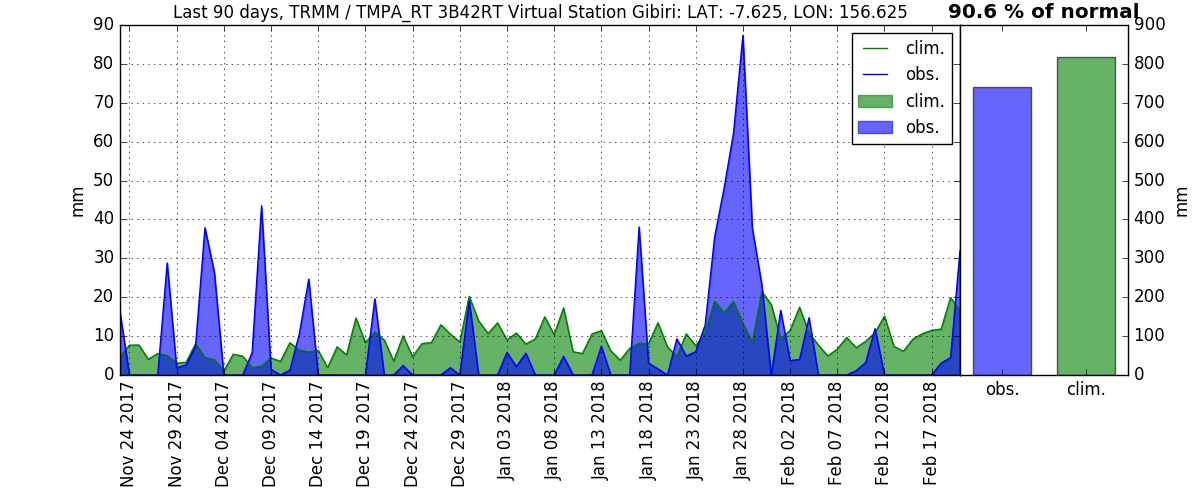 Last 90 days, TRMM / TMPA_RT 3B42RT Virtual Station Gibiri: LAT: -7.625, LON: 156.625
90.6 % of normal
90
80
70
60
50
40
30
20
10
0
mm
clim.
obs.
clim.
obs.
900
800
700
600
500
400
300
200
100
0
mm
obs.
clim.
Nov 24 2017
Nov 29 2017
Dec 04 2017
Dec 09 2017
Dec 14 2017
Dec 19 2017
Dec 24 2017
Dec 29 2017
Jan 03 2018
Jan 08 2018
Jan 13 2018
Jan 18 2018
Jan 23 2018
Jan 28 2018
Feb 02 2018
Feb 07 2018
Feb 12 2018
Feb 17 2018